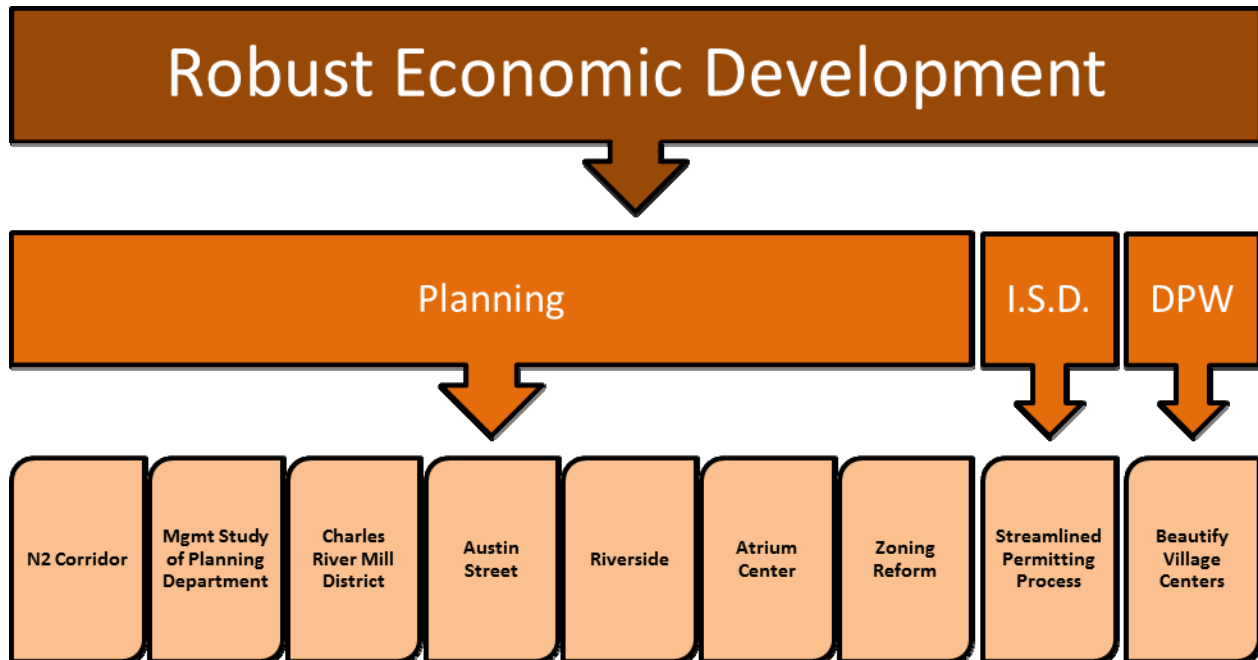 Robust Economic Development
Planning
I.S.D.
DPW
N2 Corridor
Mgmt Study
of Planning
Department
Charles
River Mill
District
Austin
Street
Riverside
Atrium
Center
Zoning
Reform
Streamlined
Permitting
Process
Beautify
Village
Centers